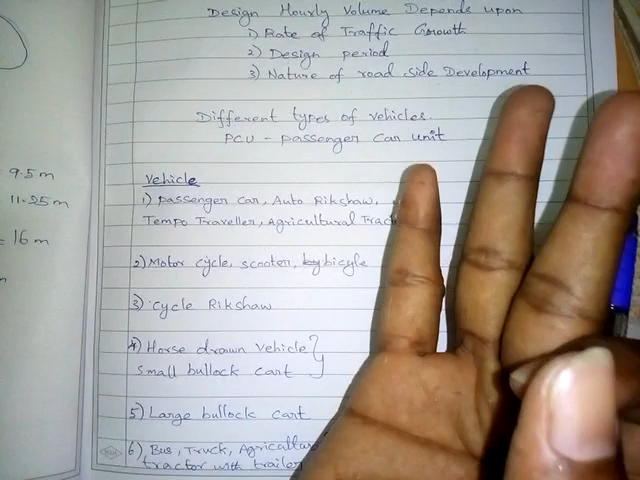 Design Hourly Volume Depends upon
1) Rate of Traffic Growth
2) Design period
3) Nature of road side Development
Different types of vehicles.
PCU - passenger Car unit
= 9.5 m
11.25 m
= 16 m
m
Vehicle
1) passenger car, Auto Rikshaw,
Tempo Traveller, Agricultural
2) Motor cycle, scooter, bicycle
3) Cycle Rikshaw
4) Horse drawn vehicle
small bullock cart
5) Large bullock cart
6) Bus, Truck,
tractor with